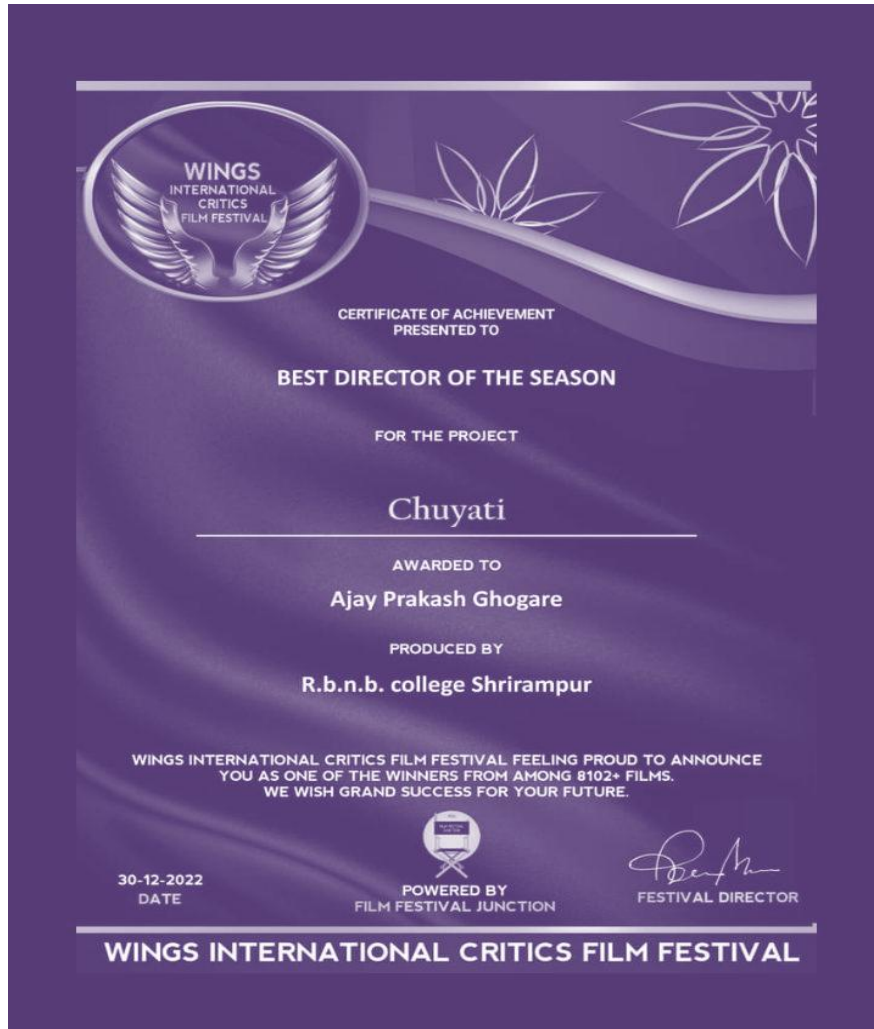 WINGS
INTERNATIONAL
CRITICS
FILM FESTIVAL
CERTIFICATE OF ACHIEVEMENT
PRESENTED TO
BEST DIRECTOR OF THE SEASON
FOR THE PROJECT
Chuyati
AWARDED TO
Ajay Prakash Ghogare
PRODUCED BY
R.b.n.b. college Shrirampur
WINGS INTERNATIONAL CRITICS FILM FESTIVAL FEELING PROUD TO ANNOUNCE
YOU AS ONE OF THE WINNERS FROM AMONG 8102+ FILMS.
WE WISH GRAND SUCCESS FOR YOUR FUTURE.
30-12-2022
DATE
POWERED BY
FILM FESTIVAL JUNCTION
FESTIVAL DIRECTOR
WINGS INTERNATIONAL CRITICS FILM FESTIVAL